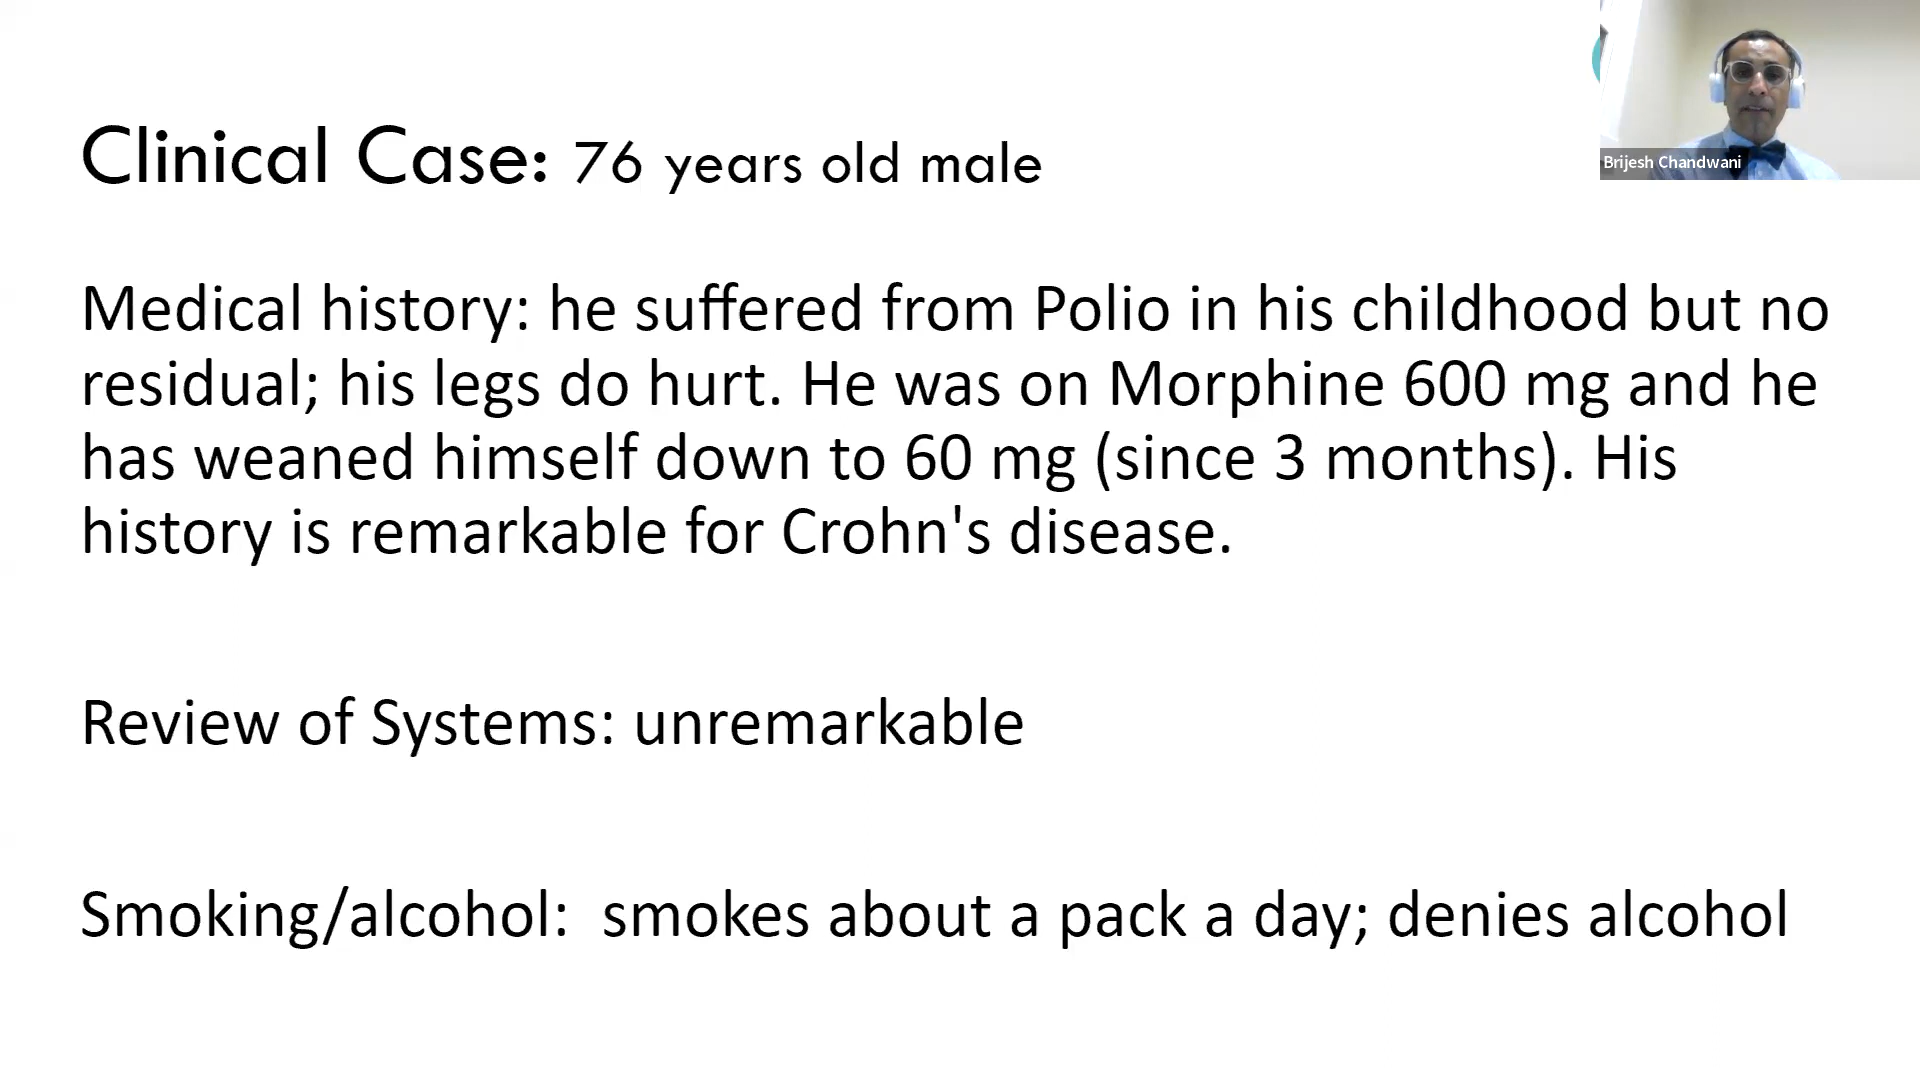 Brijesh Chandwani
Clinical Case: 76 years old male
Medical history: he suffered from Polio in his childhood but no
residual; his legs do hurt. He was on Morphine 600 mg and he
has weaned himself down to 60 mg (since 3 months). His
history is remarkable for Crohn's disease.
Review of Systems: unremarkable
Smoking/alcohol:  smokes about a pack a day; denies alcohol